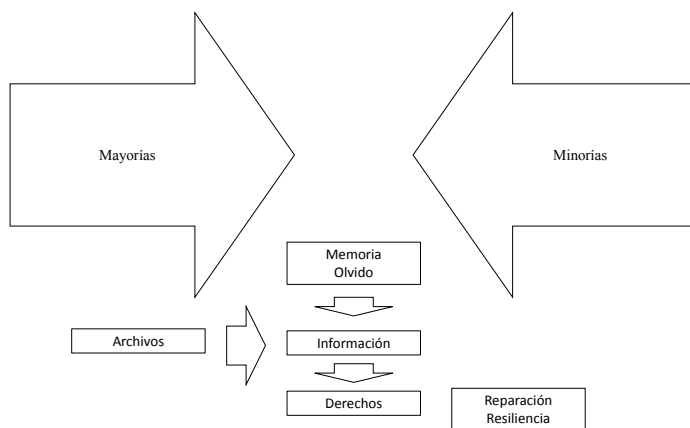 Mayorías
Minorías
Memoria
Olvido
Archivos
Información
Derechos
Reparación
Resiliencia